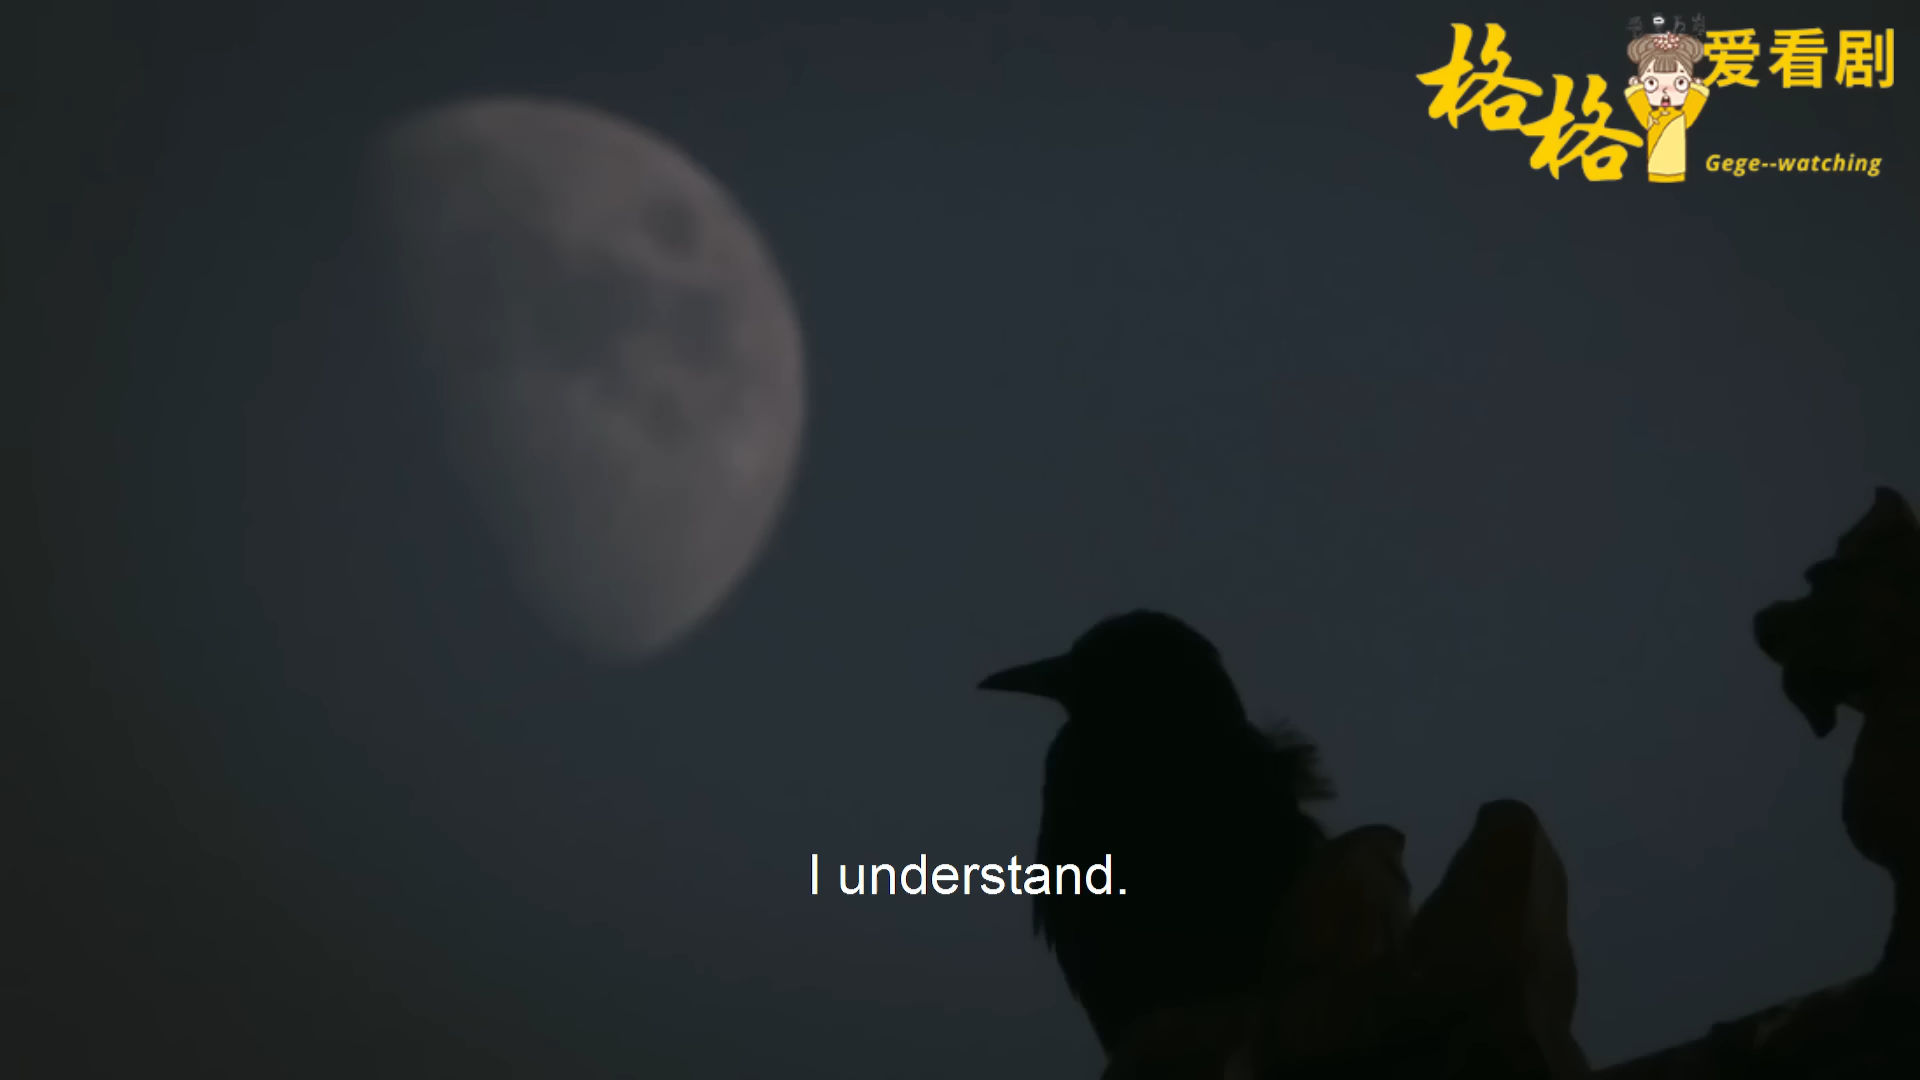 格格
爱看剧
Gege--watching
I understand.